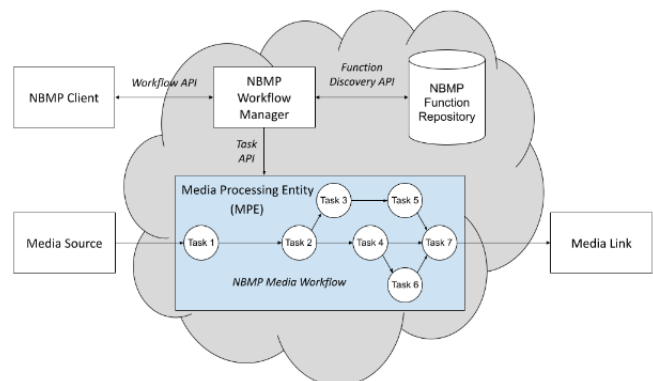 NBMP Client
Workflow API
NBMP
Workflow
Manager
Function
Discovery API
NBMP
Function
Repository
Task
API
Media Processing Entity
(MPE)
Task 3
Task 5
Media Source
Task 1
Task 2
Task 4
Task 7
Media Link
Task 6
NBMP Media Workflow